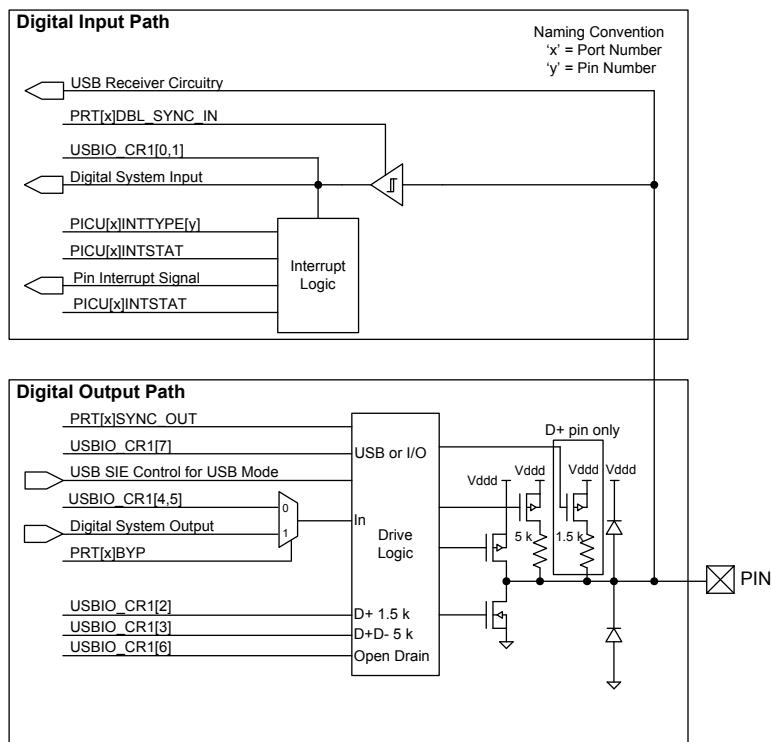 Digital Input Path
Naming Convention
‘x’ = Port Number
‘y’ = Pin Number
USB Receiver Circuitry
PRT[x]DBL_SYNC_IN
USBIO_CR1[0,1]
Digital System Input
PICU[x]INTTYPE[y]
PICU[x]INTSTAT
Pin Interrupt Signal
PICU[x]INTSTAT
Interrupt
Logic
Digital Output Path
PRT[x]SYNC_OUT
USBIO_CR1[7]
USB SIE Control for USB Mode
USBIO_CR1[4,5]
Digital System Output
PRT[x]BYP
0
1
USB or I/O
In
Drive
Logic
D+ pin only
Vddd
Vddd
Vddd
Vddd
5 k
1.5 k
PIN
USBIO_CR1[2]
USBIO_CR1[3]
USBIO_CR1[6]
D+ 1.5 k
D+D- 5 k
Open Drain